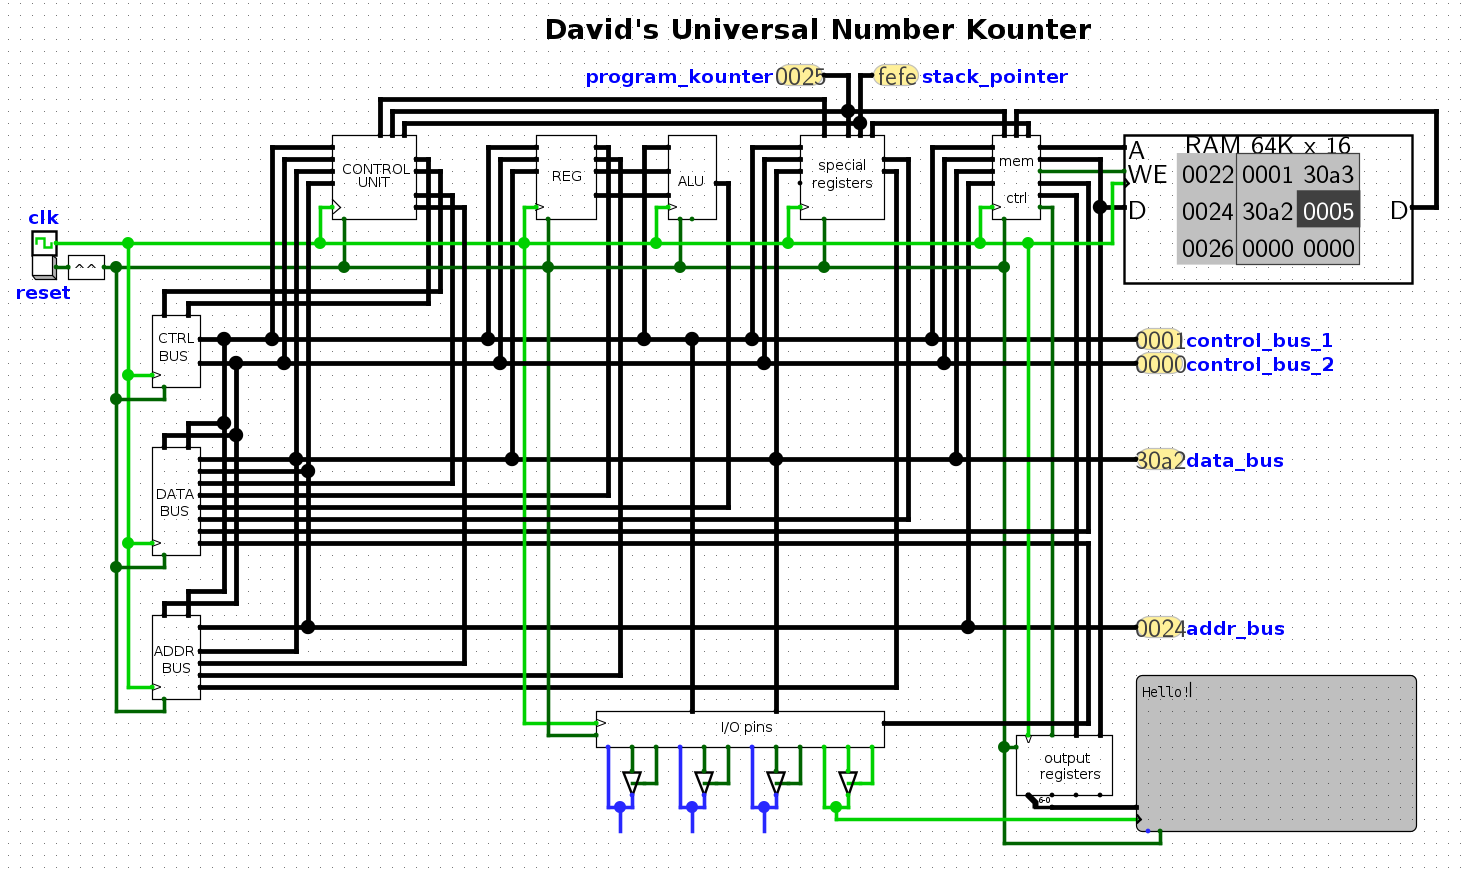 David's Universal Number Kounter
program_kounter 0025 fefe stack_pointer
CONTROL
UNIT
REG
ALU
special
registers
mem
ctrl
RAM 64K x 16
A
WE
D
0022 0001 30a3
0024 30a2 0005
0026 0000 0000
D
clk
^^
reset
CTRL
BUS
0001 control_bus_1
0000 control_bus_2
30a2 data_bus
DATA
BUS
0024 addr_bus
ADDR
BUS
Hello!
I/O pins
output
registers
6-0